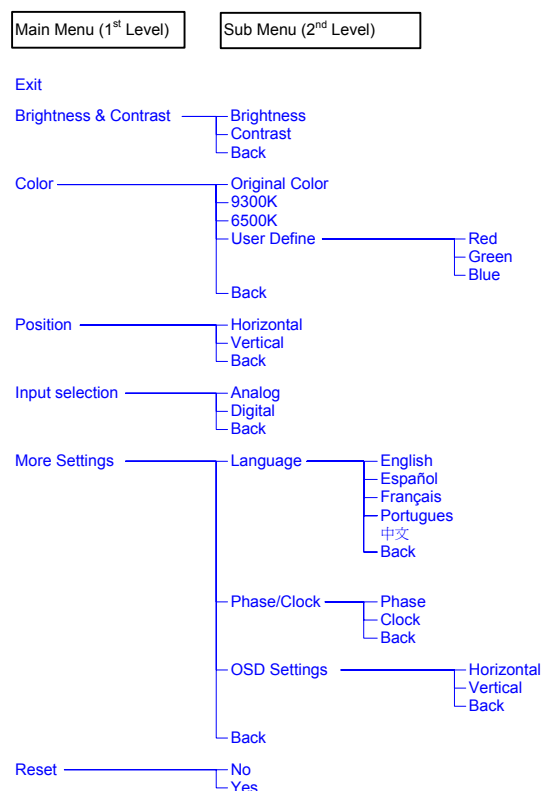 Main Menu (1st Level) Sub Menu (2nd Level)
Exit
Brightness & Contrast Brightness
Contrast
Back
Color Original Color
9300K
6500K
User Define Red
Green
Blue
Back
Position Horizontal
Vertical
Back
Input selection Analog
Digital
Back
More Settings Language English
Español
Français
Portugues
中文
Back
Phase/Clock Phase
Clock
Back
OSD Settings Horizontal
Vertical
Back
Back
Reset No
Yes